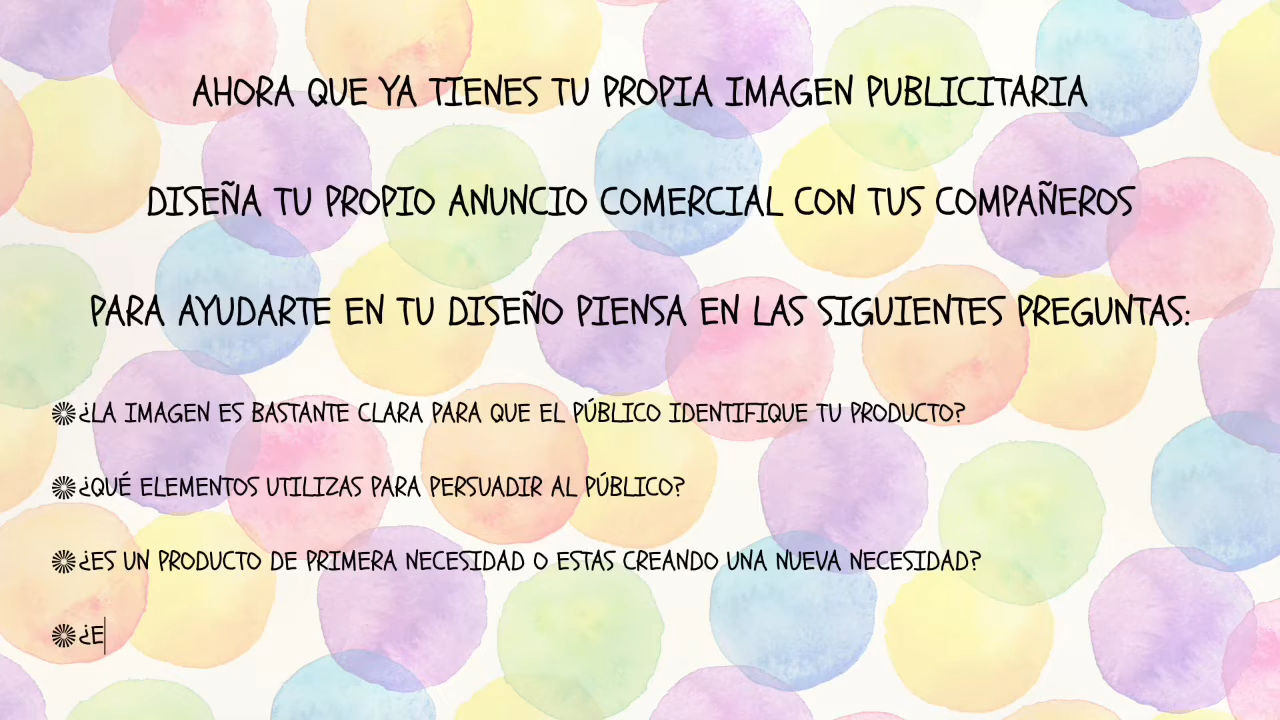 AHORA QUE YA TIENES TU PROPIA IMAGEN PUBLICITARIA
DISEÑA TU PROPIO ANUNCIO COMERCIAL CON TUS COMPAÑEROS
PARA AYUDARTE EN TU DISEÑO PIENSA EN LAS SIGUIENTES PREGUNTAS:
¿LA IMAGEN ES BASTANTE CLARA PARA QUE EL PÚBLICO IDENTIFIQUE TU PRODUCTO?
¿QUÉ ELEMENTOS UTILIZAS PARA PERSUADIR AL PÚBLICO?
¿ES UN PRODUCTO DE PRIMERA NECESIDAD O ESTAS CREANDO UNA NUEVA NECESIDAD?
¿E